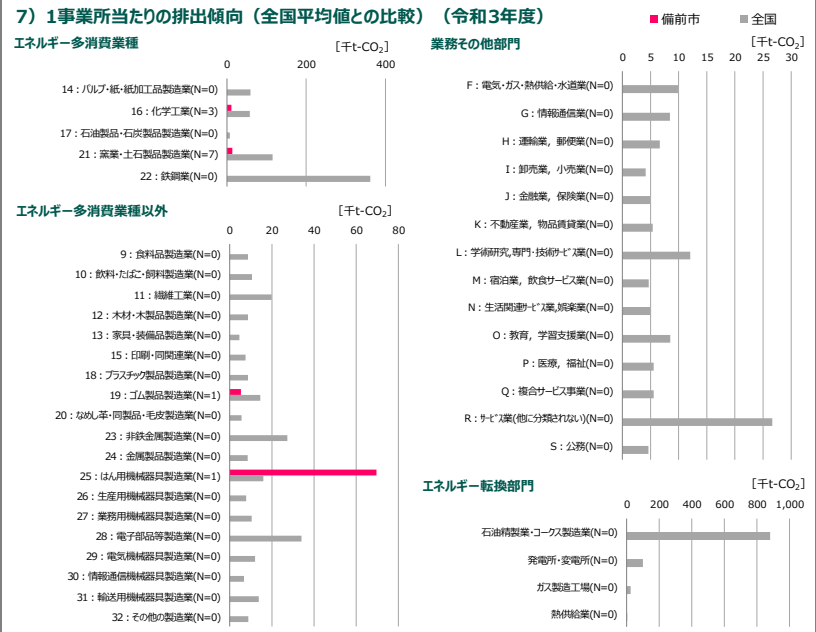 7）1事業所当たりの排出傾向（全国平均値との比較）（令和3年度）
備前市 全国
エネルギー多消費業種
[千t-CO2]
0 200 400
14：パルプ・紙・紙加工品製造業(N=0)
16：化学工業(N=3)
17：石油製品・石炭製品製造業(N=0)
21：窯業・土石製品製造業(N=7)
22：鉄鋼業(N=0)
エネルギー多消費業種以外
[千t-CO2]
0 20 40 60 80
9：食料品製造業(N=0)
10：飲料・たばこ・飼料製造業(N=0)
11：繊維工業(N=0)
12：木材・木製品製造業(N=0)
13：家具・装備品製造業(N=0)
15：印刷・同関連業(N=0)
18：プラスチック製品製造業(N=0)
19：ゴム製品製造業(N=1)
20：なめし革・同製品・毛皮製造業(N=0)
23：非鉄金属製造業(N=0)
24：金属製品製造業(N=0)
25：はん用機械器具製造業(N=1)
26：生産用機械器具製造業(N=0)
27：業務用機械器具製造業(N=0)
28：電子部品等製造業(N=0)
29：電気機械器具製造業(N=0)
30：情報通信機械器具製造業(N=0)
31：輸送用機械器具製造業(N=0)
32：その他の製造業(N=0)
業務その他部門
[千t-CO2]
0 5 10 15 20 25 30
F：電気・ガス・熱供給・水道業(N=0)
G：情報通信業(N=0)
H：運輸業，郵便業(N=0)
I：卸売業，小売業(N=0)
J：金融業，保険業(N=0)
K：不動産業，物品賃貸業(N=0)
L：学術研究,専門・技術ｻｰﾋﾞｽ業(N=0)
M：宿泊業，飲食サービス業(N=0)
N：生活関連ｻｰﾋﾞｽ業,娯楽業(N=0)
O：教育，学習支援業(N=0)
P：医療，福祉(N=0)
Q：複合サービス事業(N=0)
R：ｻｰﾋﾞｽ業(他に分類されない)(N=0)
S：公務(N=0)
エネルギー転換部門
[千t-CO2]
0 200 400 600 800 1,000
石油精製業・コークス製造業(N=0)
発電所・変電所(N=0)
ガス製造工場(N=0)
熱供給業(N=0)